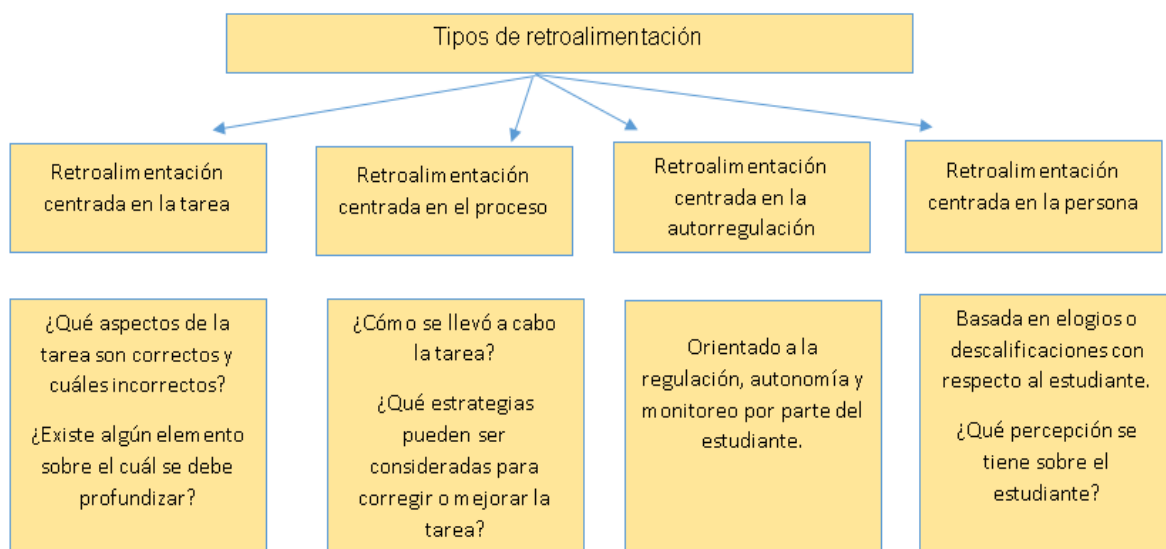 Tipos de retroalimentación
Retroalimentación
centrada en la tarea
Retroalimentación
centrada en el proceso
Retroalimentación
centrada en la
autorregulación
Retroalimentación
centrada en la persona
¿Qué aspectos de la
tarea son correctos y
cuáles incorrectos?
¿Existe algún elemento
sobre el cuál se debe
profundizar?
¿Cómo se llevó a cabo
la tarea?
¿Qué estrategias
pueden ser
consideradas para
corregir o mejorar la
tarea?
Orientado a la
regulación, autonomía y
monitoreo por parte del
estudiante.
Basada en elogios o
descalificaciones con
respecto al estudiante.
¿Qué percepción se
tiene sobre el
estudiante?